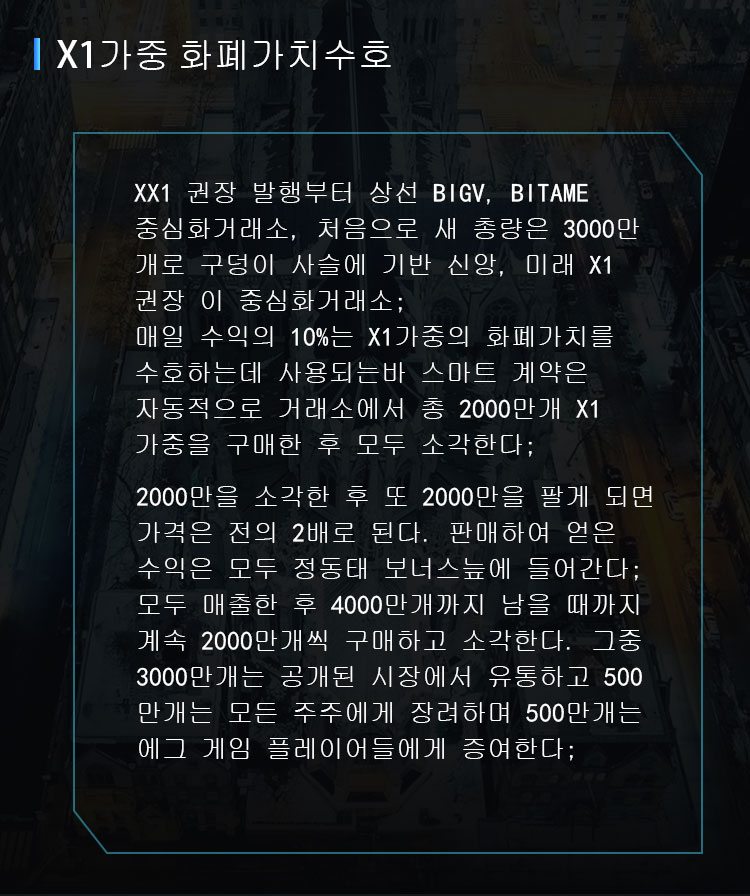 X1가중 화폐가치수호
XX1 권장 발행부터 상선 BIGV, BITAME
중심화거래소, 처음으로 새 총량은 3000만
개로 구덩이 사슬에 기반 신앙, 미래 X1
권장 이 중심화거래소;
매일 수익의 10%는 X1가중의 화폐가치를
수호하는데 사용되는바 스마트 계약은
자동적으로 거래소에서 총 2000만개 X1
가중을 구매한 후 모두 소각한다;
2000만을 소각한 후 또 2000만을 팔게 되면
가격은 전의 2배로 된다. 판매하여 얻은
수익은 모두 정동태 보너스늪에 들어간다;
모두 매출한 후 4000만개까지 남을 때까지
계속 2000만개씩 구매하고 소각한다. 그중
3000만개는 공개된 시장에서 유통하고 500
만개는 모든 주주에게 장려하며 500만개는
에그 게임 플레이어들에게 증여한다;